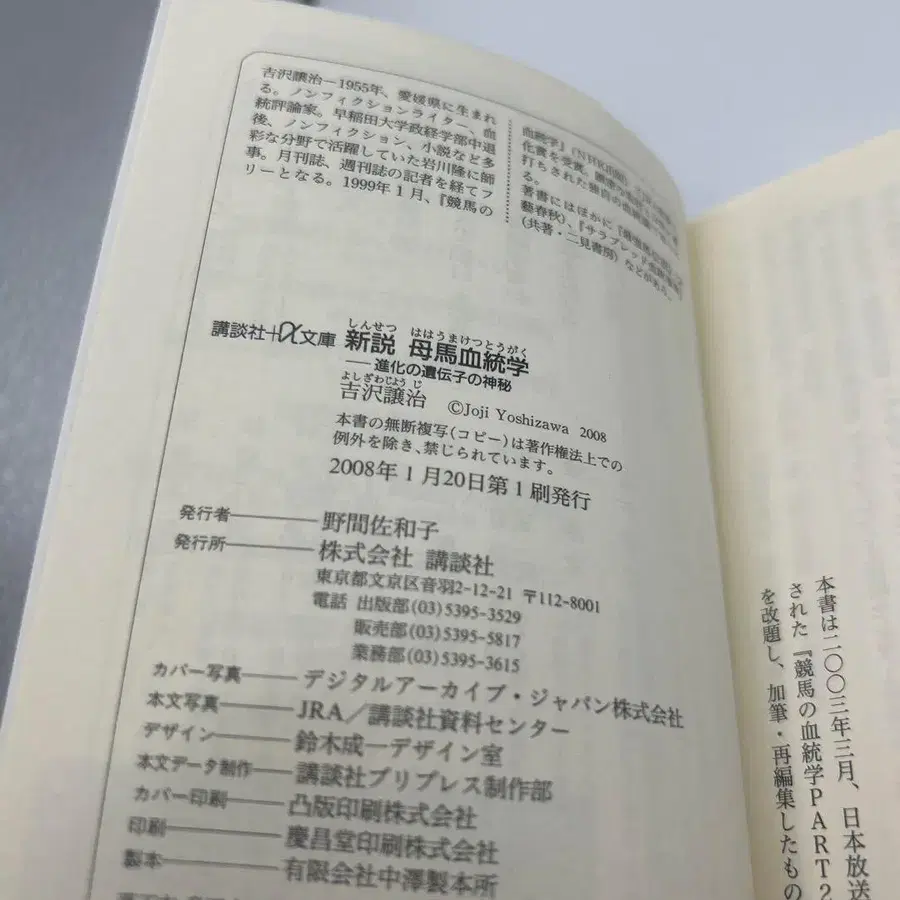 吉沢譲治―1955年、愛媛県に生まれ
る。ノンフィクションライター、血
統評論家。早稲田大学政経学部中退
後、ノンフィクション、小説など多
彩な分野で活躍していた岩川隆に師
事。月刊誌、週刊誌の記者を経てフ
リーとなる。1999年1月、『競馬の
血統学』(NHK出版)
化賞を受賞。
打ちされた独自の血統論
る。
著書にはほかに
藝春秋)、『サラブレッド
(共著・二見書房)などがある。
講談社+α文庫 新説 母馬血統学
しんせつ ははうまけつとうがく
――進化の遺伝子の神秘
よしざわじょうじ
吉沢譲治 ©Joji Yoshizawa 2008
本書の無断複写(コピー)は著作権法上での
例外を除き、禁じられています。
2008年1月20日第1刷発行
発行者――野間佐和子
発行所――株式会社 講談社
東京都文京区音羽2-12-21 〒112-8001
電話 出版部(03)5395-3529
販売部(03)5395-5817
業務部(03)5395-3615
カバー写真――デジタルアーカイブ・ジャパン株式会社
本文写真――JRA/講談社資料センター
デザイン――鈴木成一デザイン室
本文データ制作――講談社プリプレス制作部
カバー印刷――凸版印刷株式会社
印刷――慶昌堂印刷株式会社
製本――有限会社中澤製本所
本書は二〇〇三年三月、日本放送
された『競馬の血統学PART2
を改題し、加筆・再編集したもの